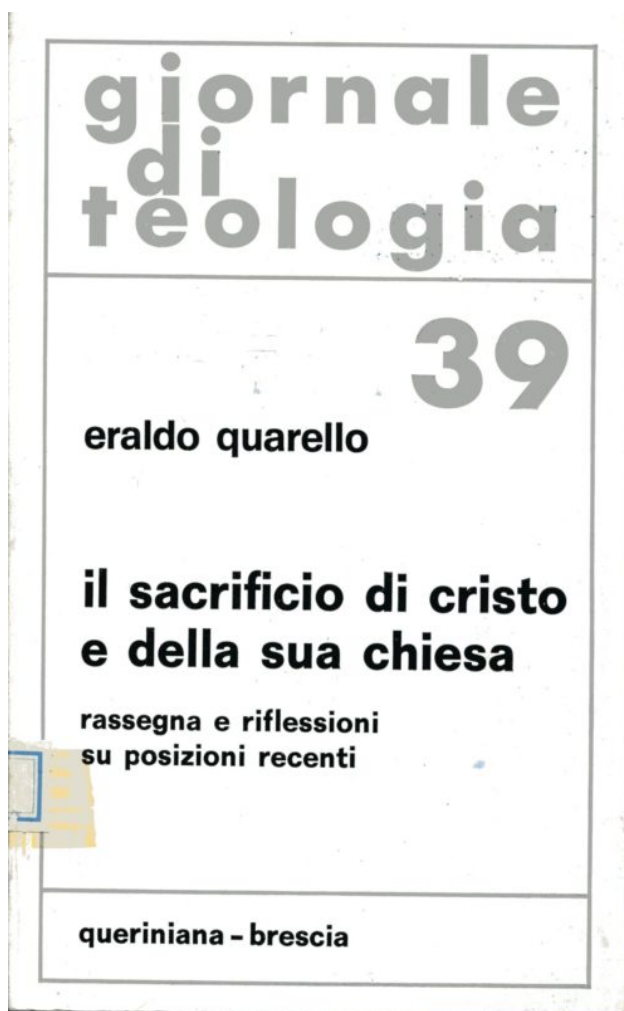 giornale
di
teologia
39
eraldo quarello
il sacrificio di cristo
e della sua chiesa
rassegna e riflessioni
su posizioni recenti
queriniana – brescia